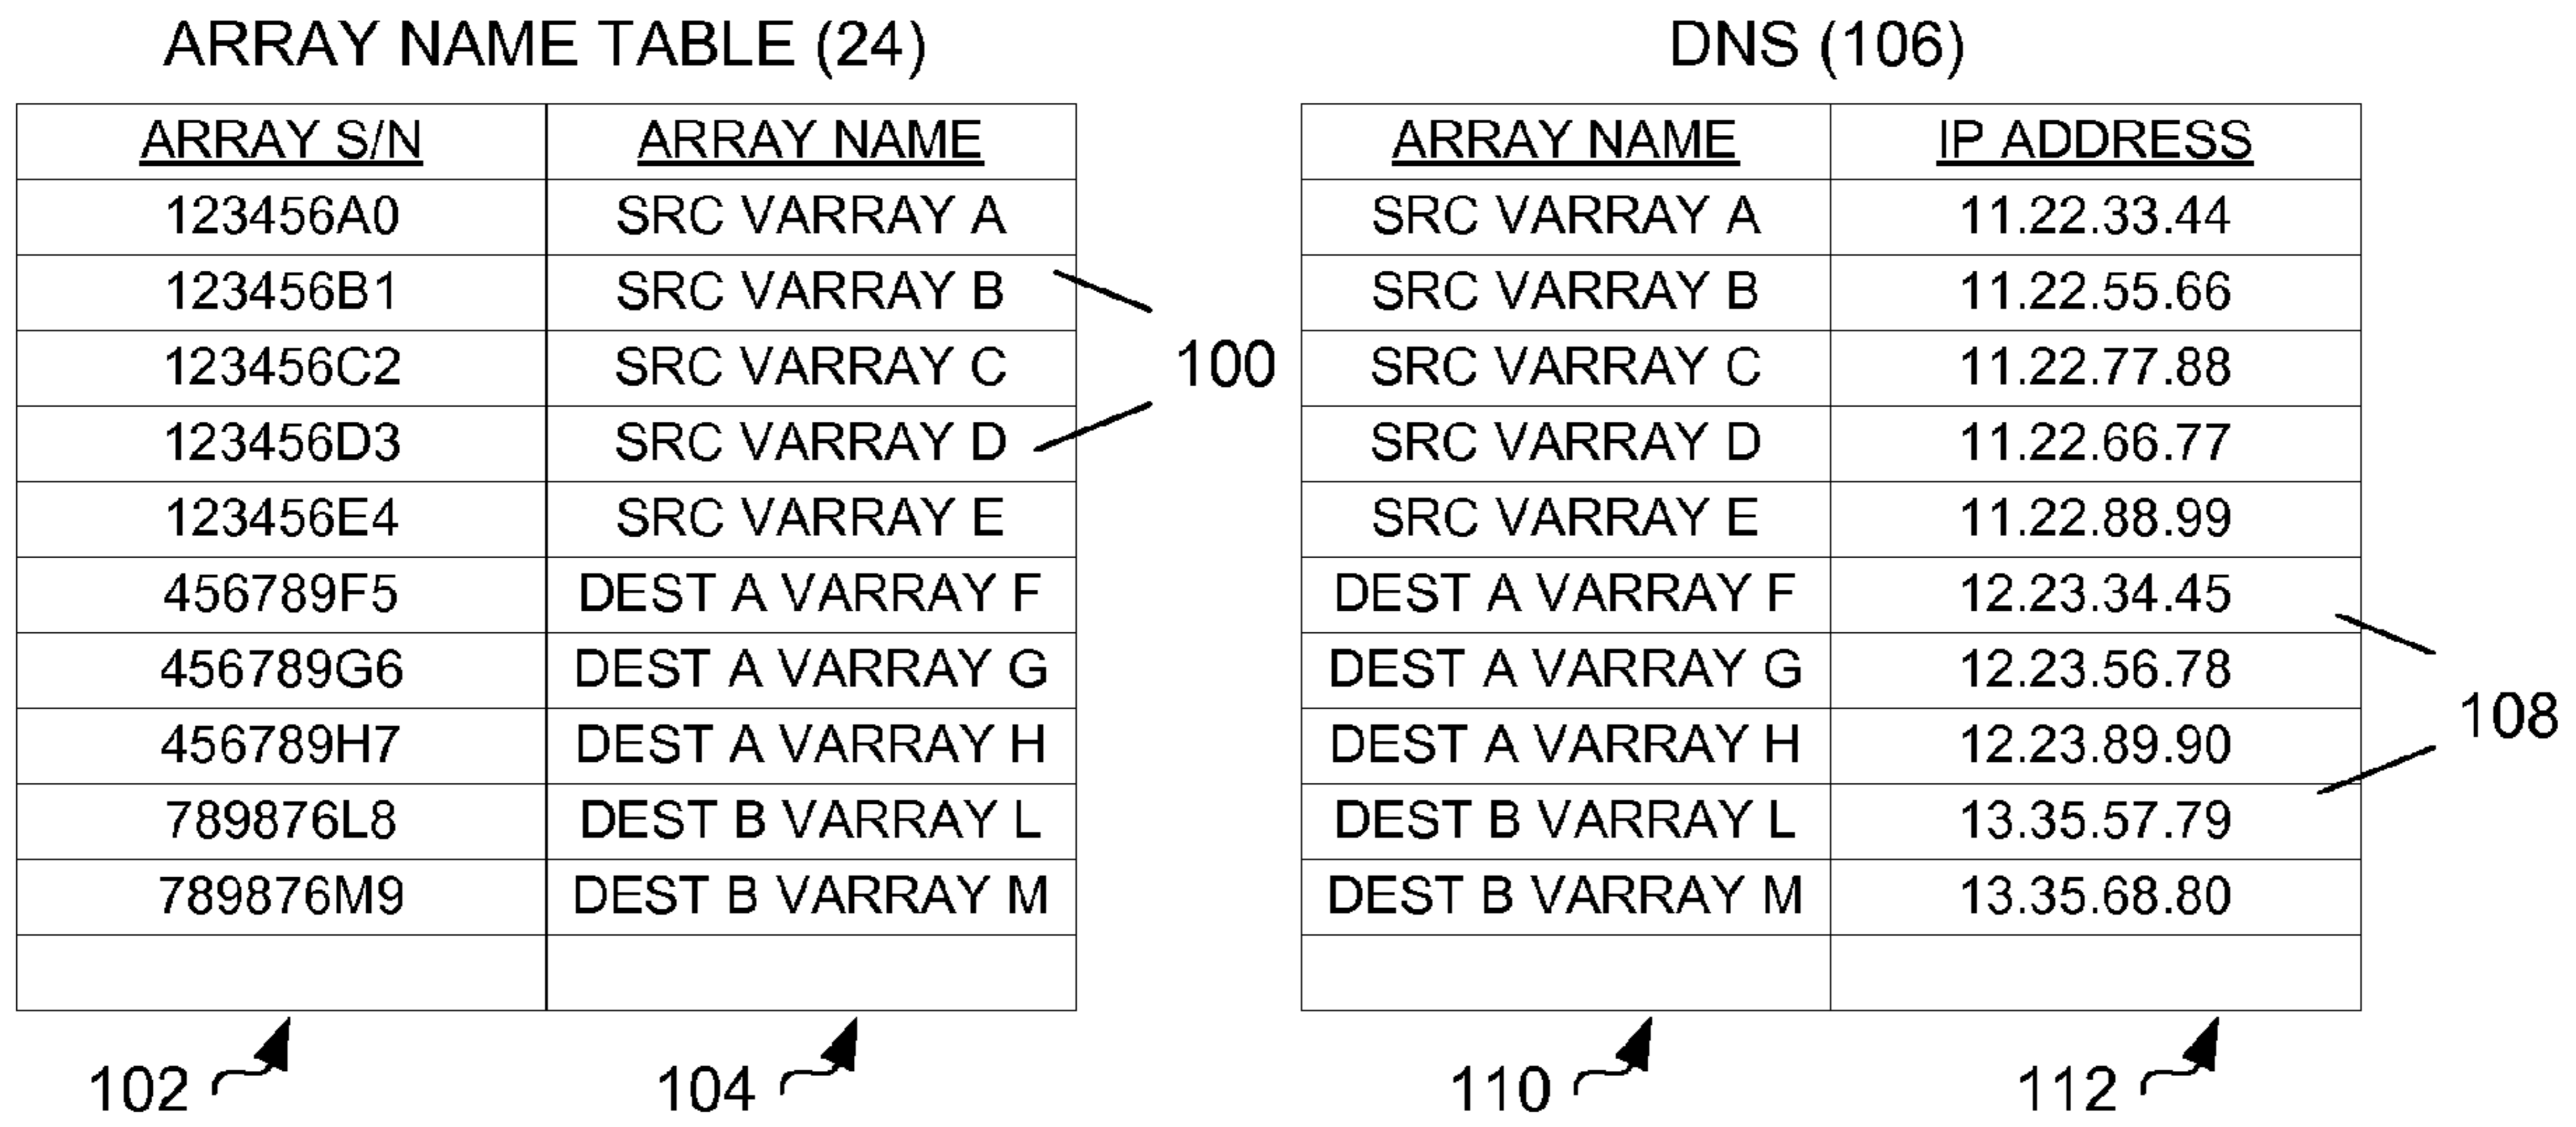 ARRAY NAME TABLE (24)
ARRAY S/N ARRAY NAME
123456A0 SRC VARRAY A
123456B1 SRC VARRAY B
123456C2 SRC VARRAY C
123456D3 SRC VARRAY D
123456E4 SRC VARRAY E
456789F5 DEST A VARRAY F
456789G6 DEST A VARRAY G
456789H7 DEST A VARRAY H
789876L8 DEST B VARRAY L
789876M9 DEST B VARRAY M
100
102 104
DNS (106)
ARRAY NAME IP ADDRESS
SRC VARRAY A 11.22.33.44
SRC VARRAY B 11.22.55.66
SRC VARRAY C 11.22.77.88
SRC VARRAY D 11.22.66.77
SRC VARRAY E 11.22.88.99
DEST A VARRAY F 12.23.34.45
DEST A VARRAY G 12.23.56.78
DEST A VARRAY H 12.23.89.90
DEST B VARRAY L 13.35.57.79
DEST B VARRAY M 13.35.68.80
108
110 112